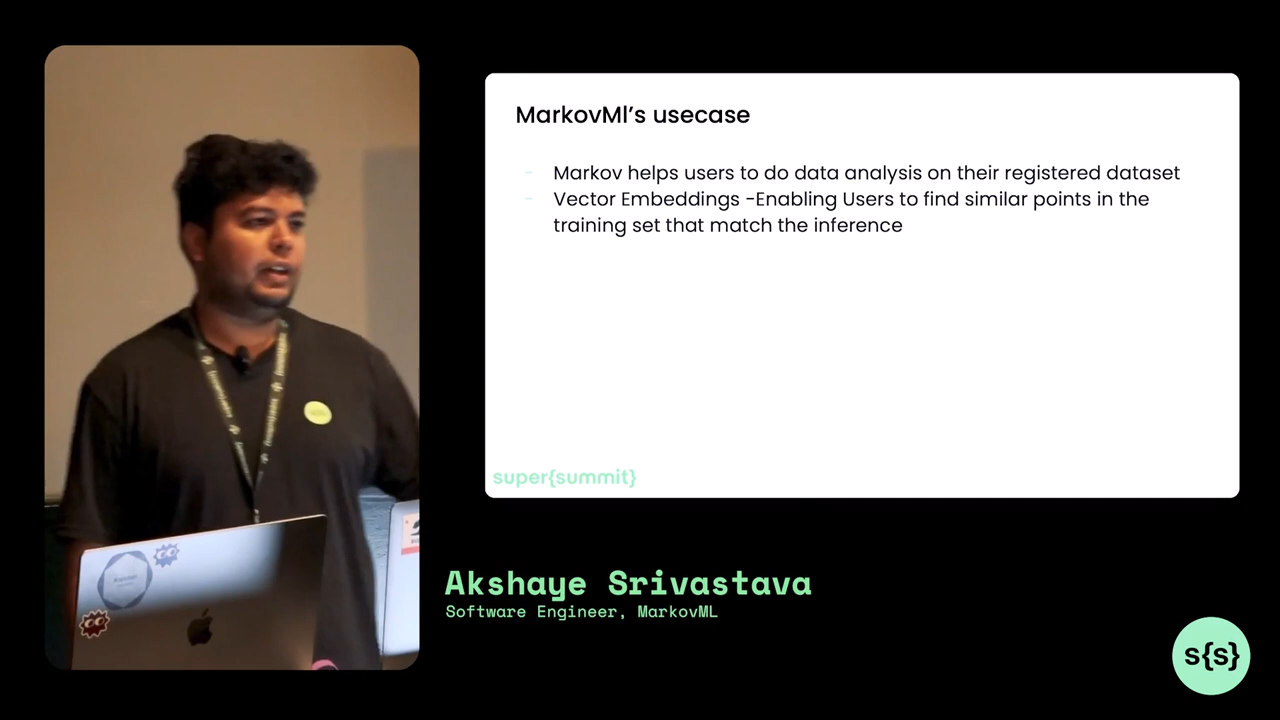 MarkovMl’s usecase
- Markov helps users to do data analysis on their registered dataset
- Vector Embeddings -Enabling Users to find similar points in the
training set that match the inference
super{summit}
Akshaye Srivastava
Software Engineer, MarkovML
s{s}